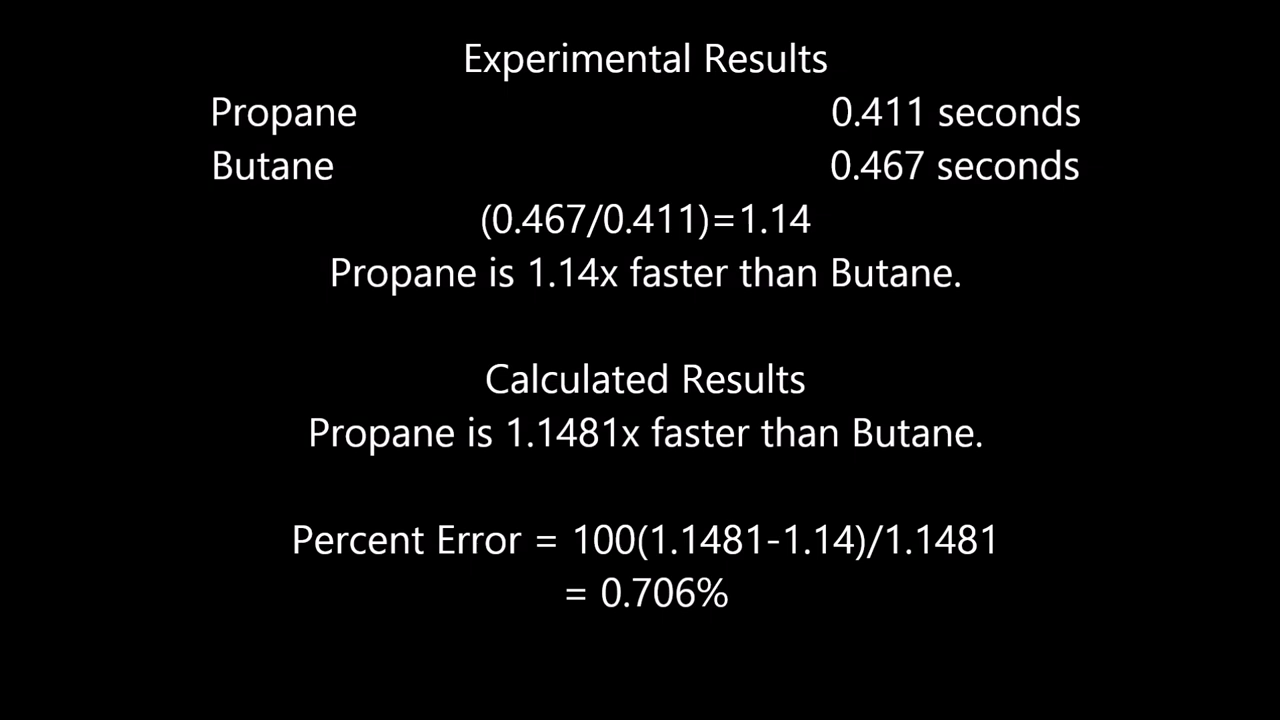 Experimental Results
Propane 0.411 seconds
Butane 0.467 seconds
(0.467/0.411)=1.14
Propane is 1.14x faster than Butane.
Calculated Results
Propane is 1.1481x faster than Butane.
Percent Error = 100(1.1481-1.14)/1.1481
= 0.706%